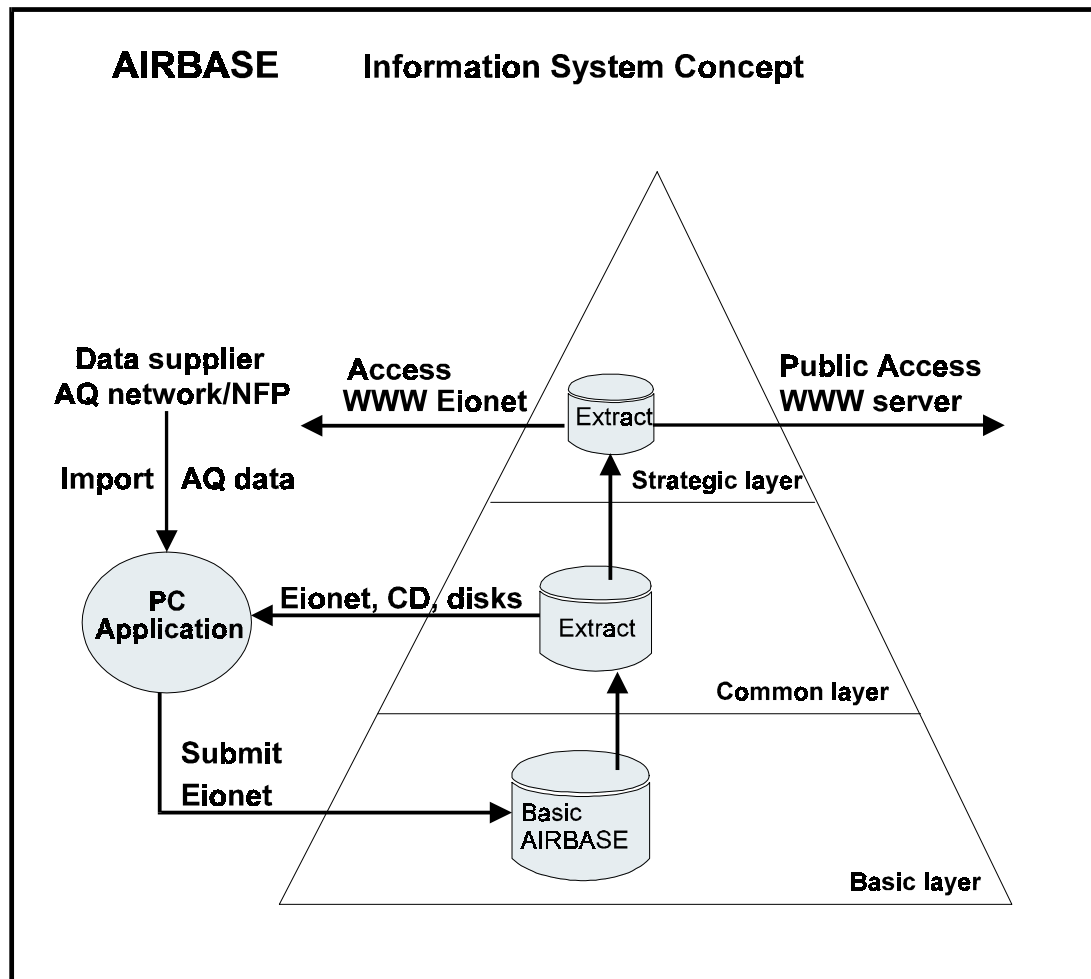 AIRBASE Information System Concept
Data supplier
AQ network/NFP
Access
WWW Eionet
Public Access
WWW server
Extract
Import AQ data
Strategic layer
PC
Application
Eionet, CD, disks
Extract
Common layer
Submit
Eionet
Basic
AIRBASE
Basic layer